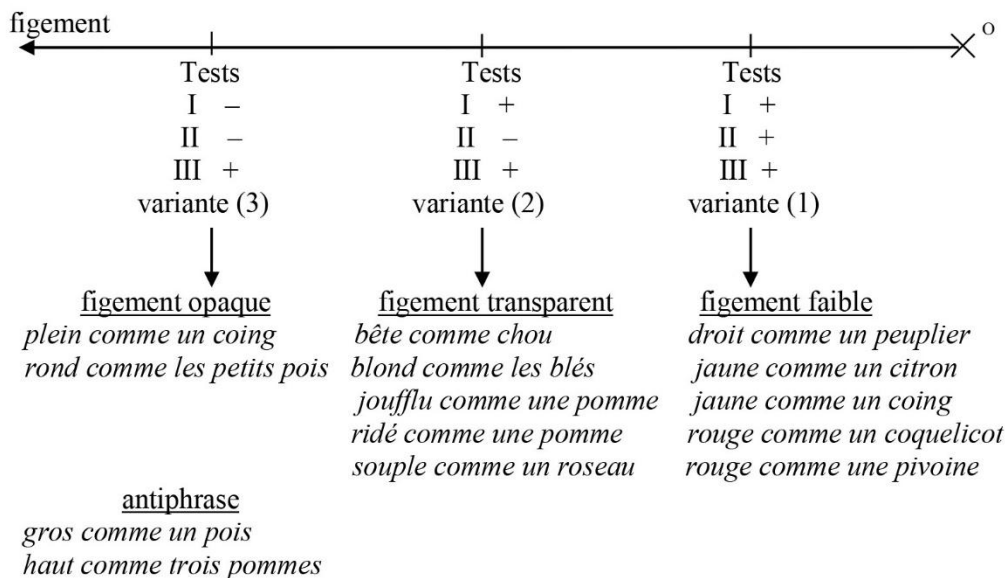 figement
o
Tests
I –
II –
III +
variante (3)
figement opaque
plein comme un coing
rond comme les petits pois
antiphrase
gros comme un pois
haut comme trois pommes
Tests
I +
II –
III +
variante (2)
figement transparent
bête comme chou
blond comme les blés
joufflu comme une pomme
ridé comme une pomme
souple comme un roseau
Tests
I +
II +
III +
variante (1)
figement faible
droit comme un peuplier
jaune comme un citron
jaune comme un coing
rouge comme un coquelicot
rouge comme une pivoine